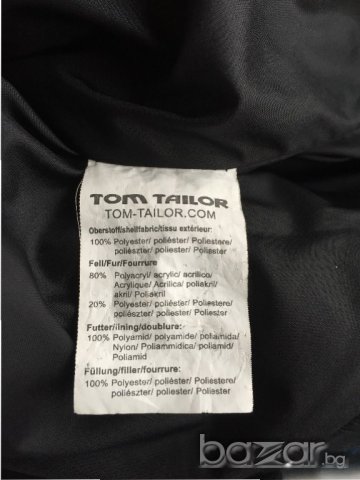 TOM TAILOR
TOM-TAILOR.COM
Oberstoff/shellfabric/tissu extérieur:
100% Polyester/ poliéster/ Poliestere/
poliészter/ poliester/ Poliester
Fell/Fur/Fourrure
80% Polyacryl/ acrylic/ acrílico/
Acrylique/ Acrilica/ poliakril/
akril/ Poliakril
20% Polyester/ poliéster/ Poliestere/
poliészter/ poliester/ Poliester
Futter/lining/doublure:
100% Polyamid/ polyamide/ poliamida/
Nylon/ Poliammidica/ poliamid/
Poliamid
Füllung/filler/fourrure:
100% Polyester/ poliéster/ Poliestere/
poliészter/ poliester/ Poliester
bazar.bg